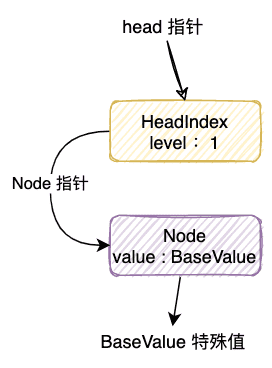 head 指针
HeadIndex
level： 1
Node 指针
Node
value : BaseValue
BaseValue 特殊值